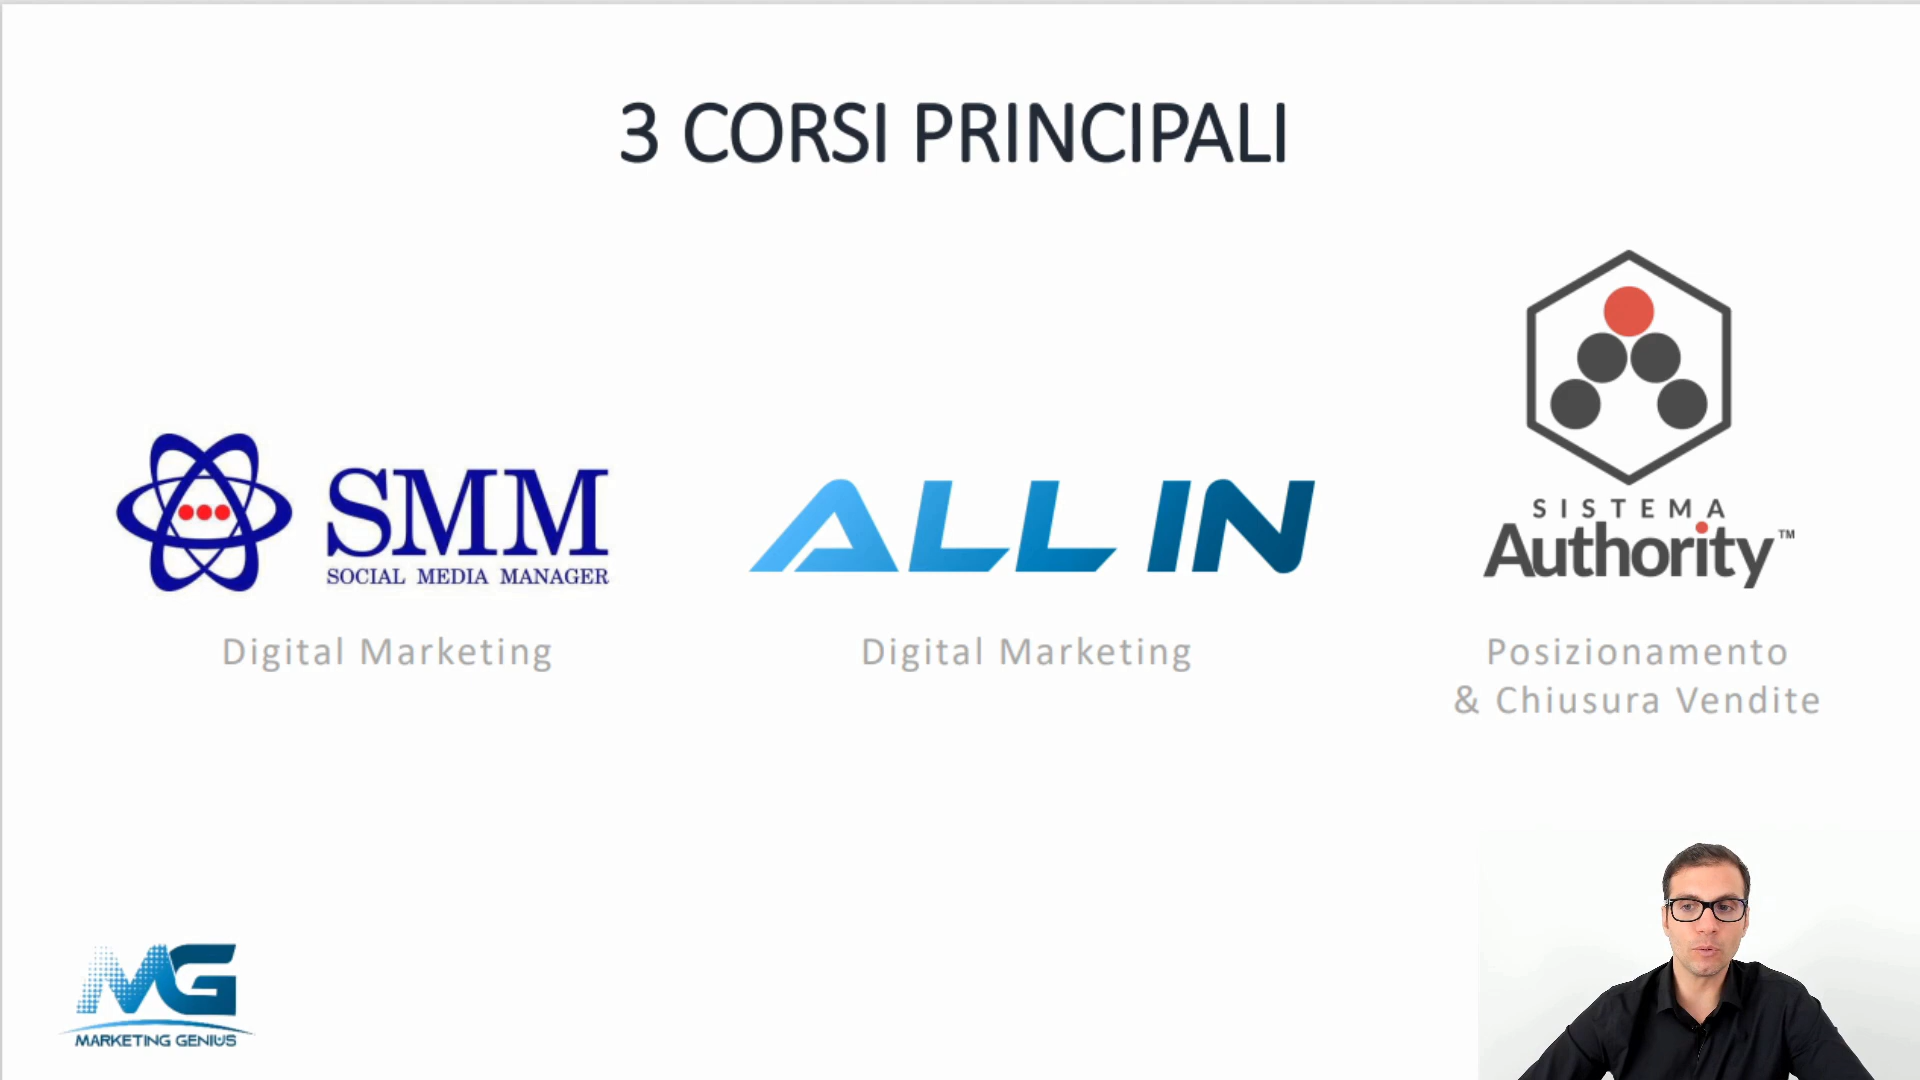 3 CORSI PRINCIPALI
SMM
SOCIAL MEDIA MANAGER
Digital Marketing
ALL IN
Digital Marketing
SISTEMA
Authority™
Posizionamento
& Chiusura Vendite
MG
MARKETING GENIUS